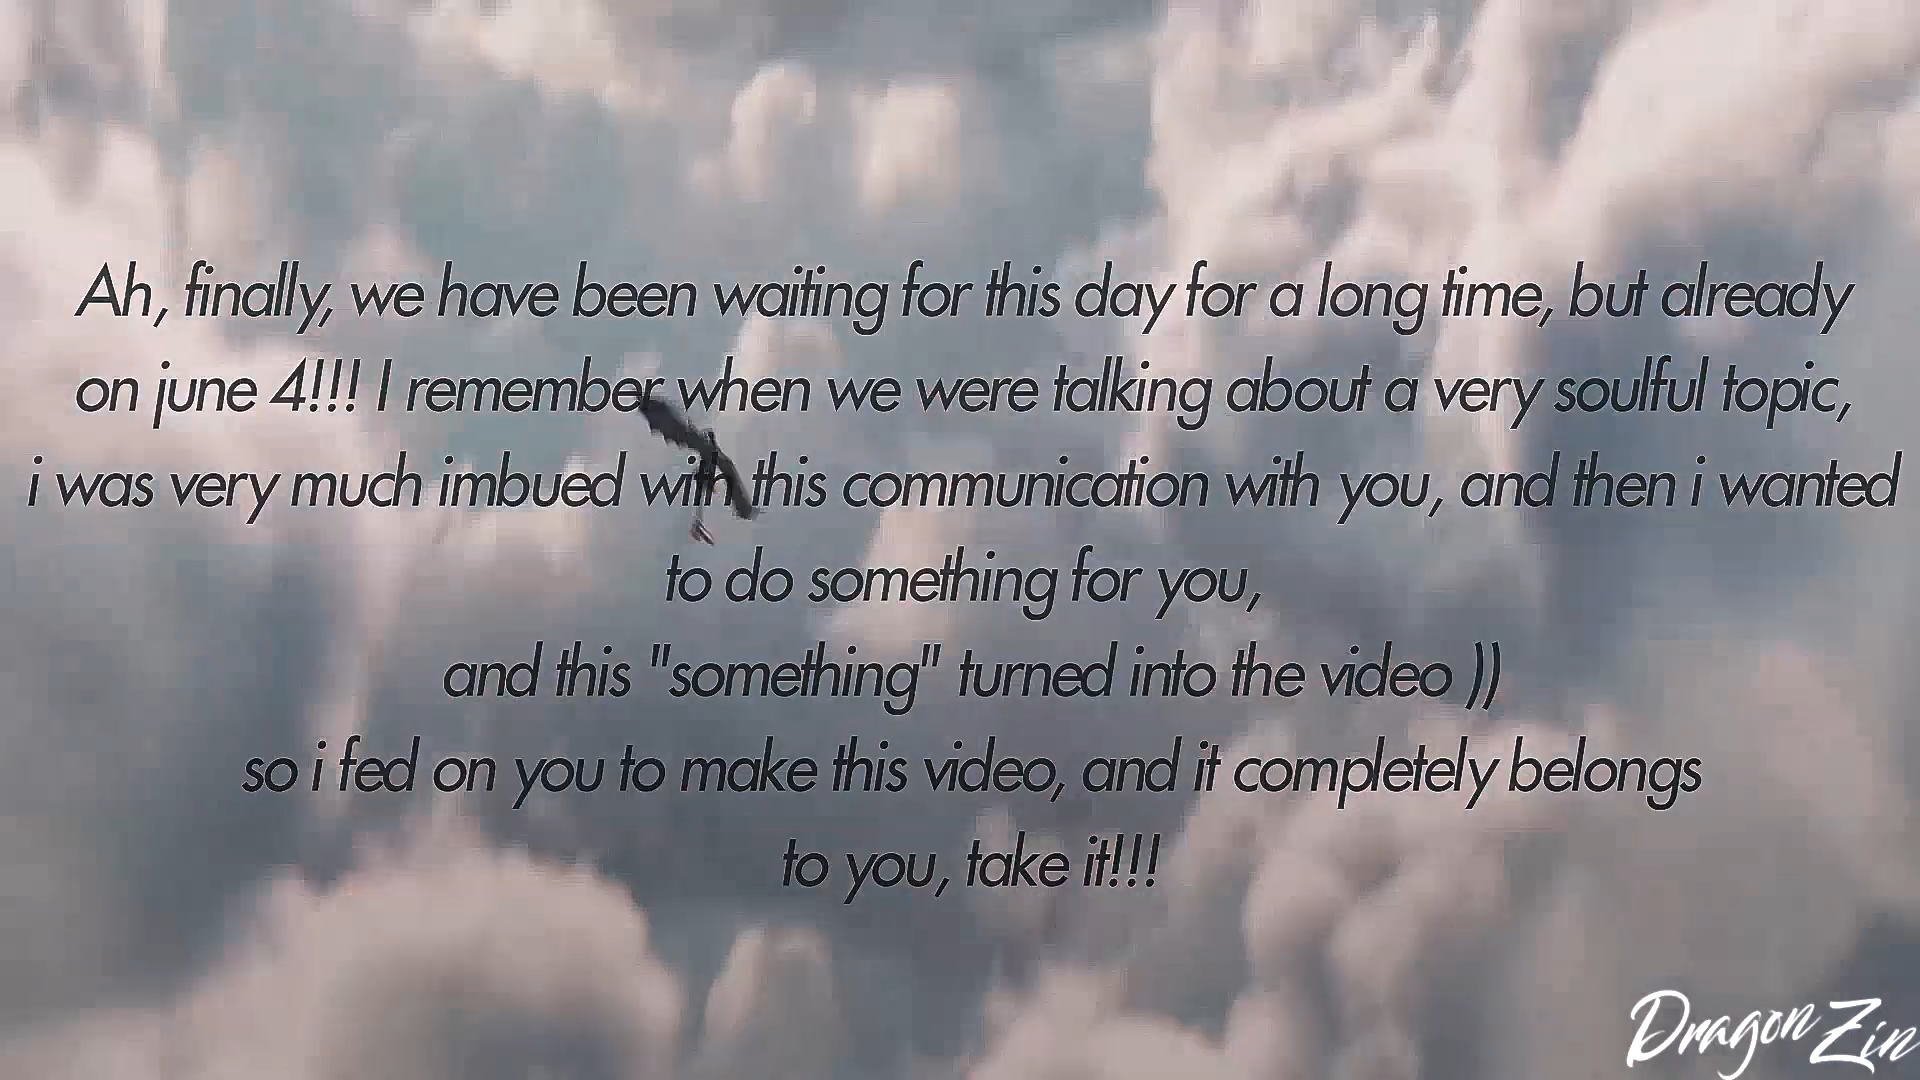 Ah, finally, we have been waiting for this day for a long time, but already
on june 4!!! I remember when we were talking about a very soulful topic,
i was very much imbued with this communication with you, and then i wanted
to do something for you,
and this "something" turned into the video ))
so i fed on you to make this video, and it completely belongs
to you, take it!!!
DragonZin